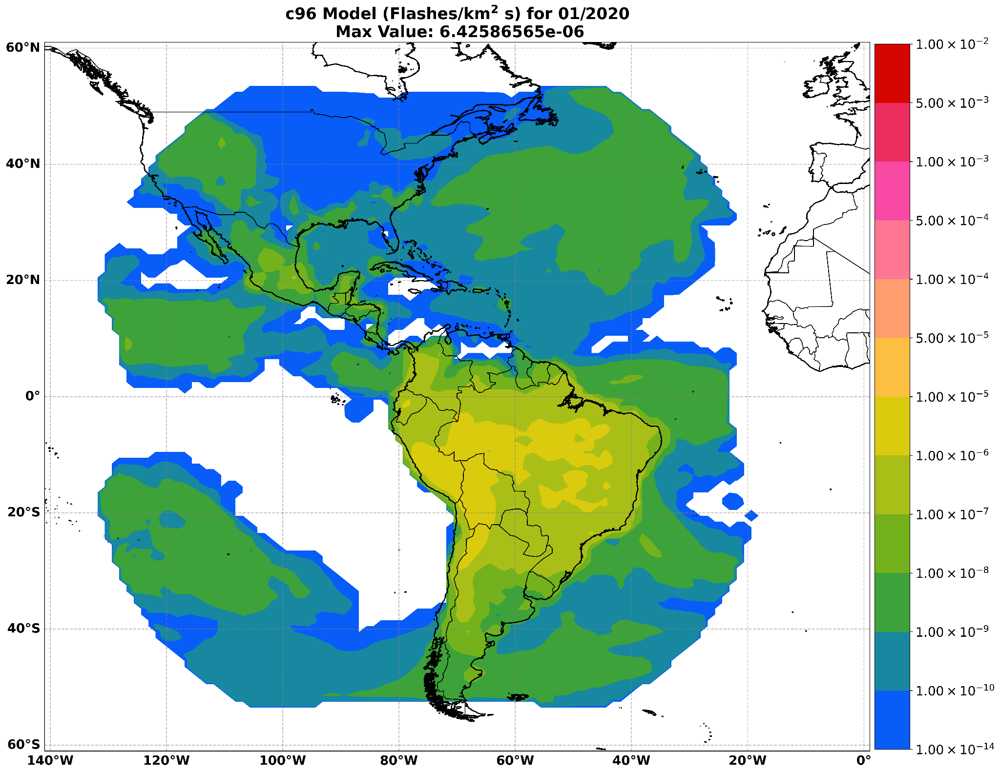 c96 Model (Flashes/km² s) for 01/2020
Max Value: 6.42586565e-06
60°N
40°N
20°N
0°
20°S
40°S
60°S
140°W 120°W 100°W 80°W 60°W 40°W 20°W 0°
1.00 × 10⁻²
5.00 × 10⁻³
1.00 × 10⁻³
5.00 × 10⁻⁴
1.00 × 10⁻⁴
5.00 × 10⁻⁵
1.00 × 10⁻⁵
1.00 × 10⁻⁶
1.00 × 10⁻⁷
1.00 × 10⁻⁸
1.00 × 10⁻⁹
1.00 × 10⁻¹⁰
1.00 × 10⁻¹⁴